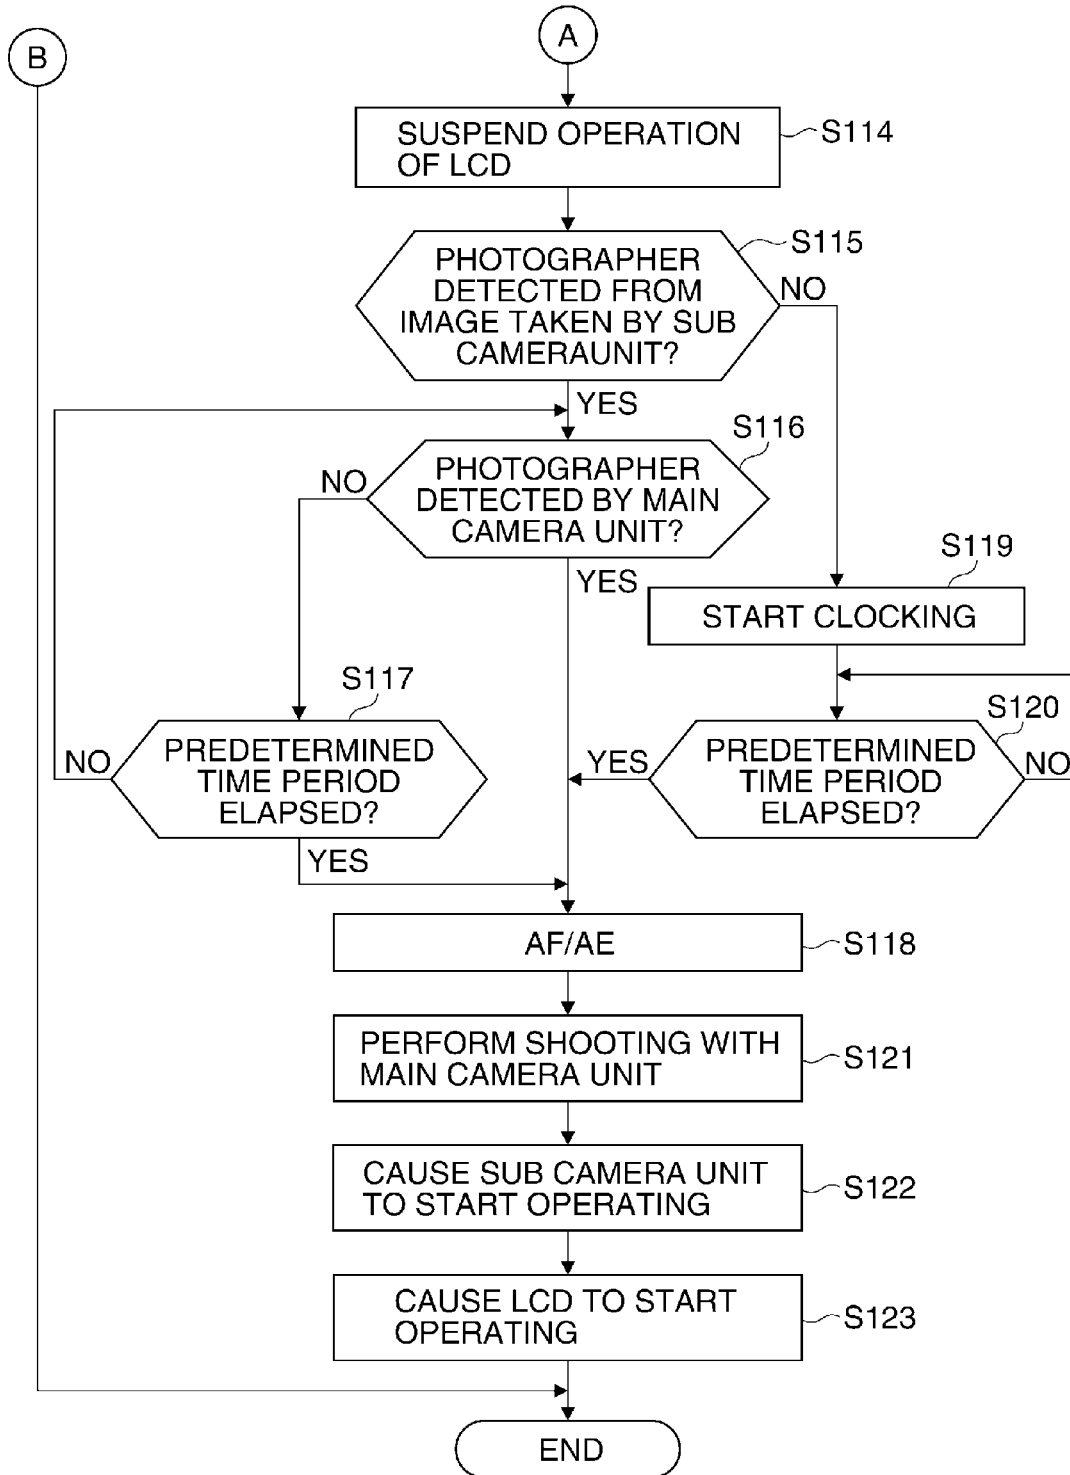 B
A
SUSPEND OPERATION
OF LCD
S114
PHOTOGRAPHER
DETECTED FROM
IMAGE TAKEN BY SUB
CAMERAUNIT?
S115
NO
YES
PHOTOGRAPHER
DETECTED BY MAIN
CAMERA UNIT?
S116
NO
YES
S119
START CLOCKING
S117
PREDETERMINED
TIME PERIOD
ELAPSED?
NO
YES
S120
PREDETERMINED
TIME PERIOD
ELAPSED?
YES
NO
AF/AE
S118
PERFORM SHOOTING WITH
MAIN CAMERA UNIT
S121
CAUSE SUB CAMERA UNIT
TO START OPERATING
S122
CAUSE LCD TO START
OPERATING
S123
END